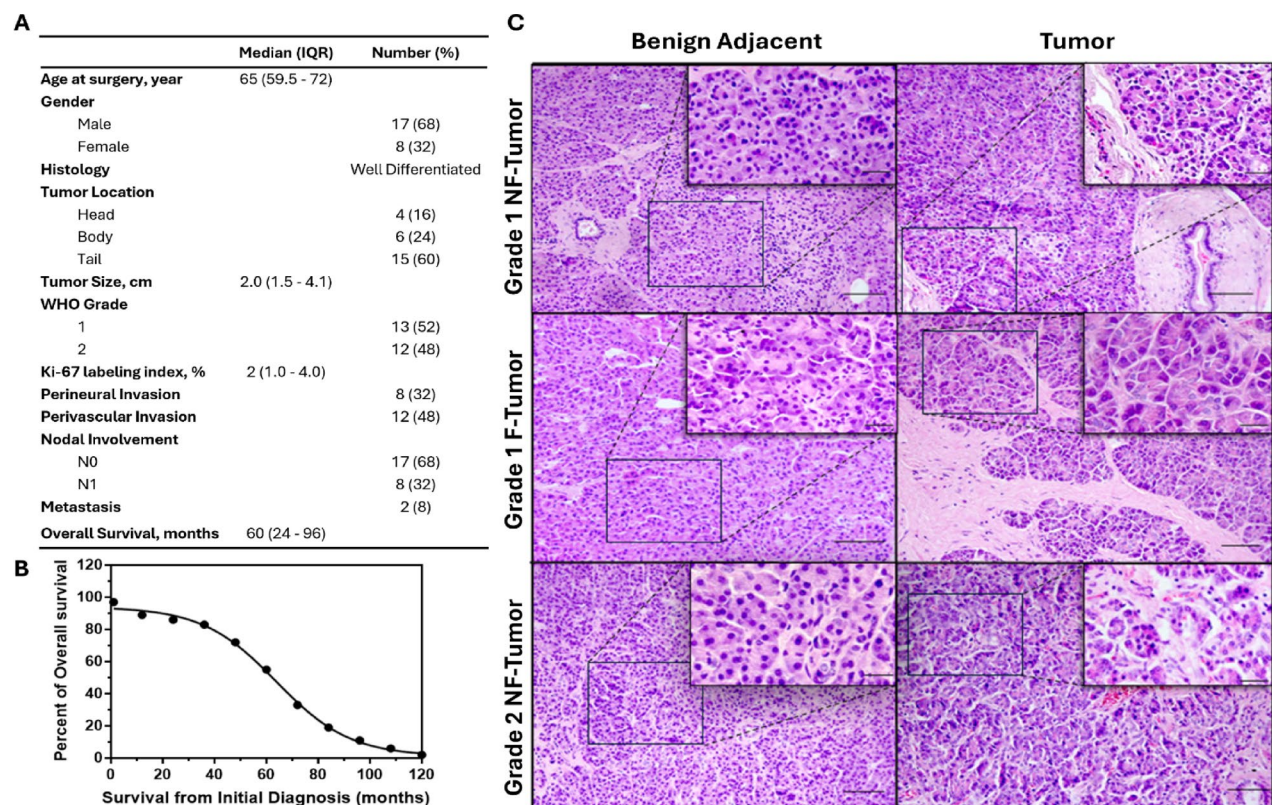 A
Median (IQR) Number (%)
Age at surgery, year 65 (59.5 - 72)
Gender
Male 17 (68)
Female 8 (32)
Histology Well Differentiated
Tumor Location
Head 4 (16)
Body 6 (24)
Tail 15 (60)
Tumor Size, cm 2.0 (1.5 - 4.1)
WHO Grade
1 13 (52)
2 12 (48)
Ki-67 labeling index, % 2 (1.0 - 4.0)
Perineural Invasion 8 (32)
Perivascular Invasion 12 (48)
Nodal Involvement
N0 17 (68)
N1 8 (32)
Metastasis 2 (8)
Overall Survival, months 60 (24 - 96)
B
Percent of Overall survival
120
100
80
60
40
20
0
0 20 40 60 80 100 120
Survival from Initial Diagnosis (months)
C
Benign Adjacent Tumor
Grade 1 NF-Tumor
Grade 1 F-Tumor
Grade 2 NF-Tumor